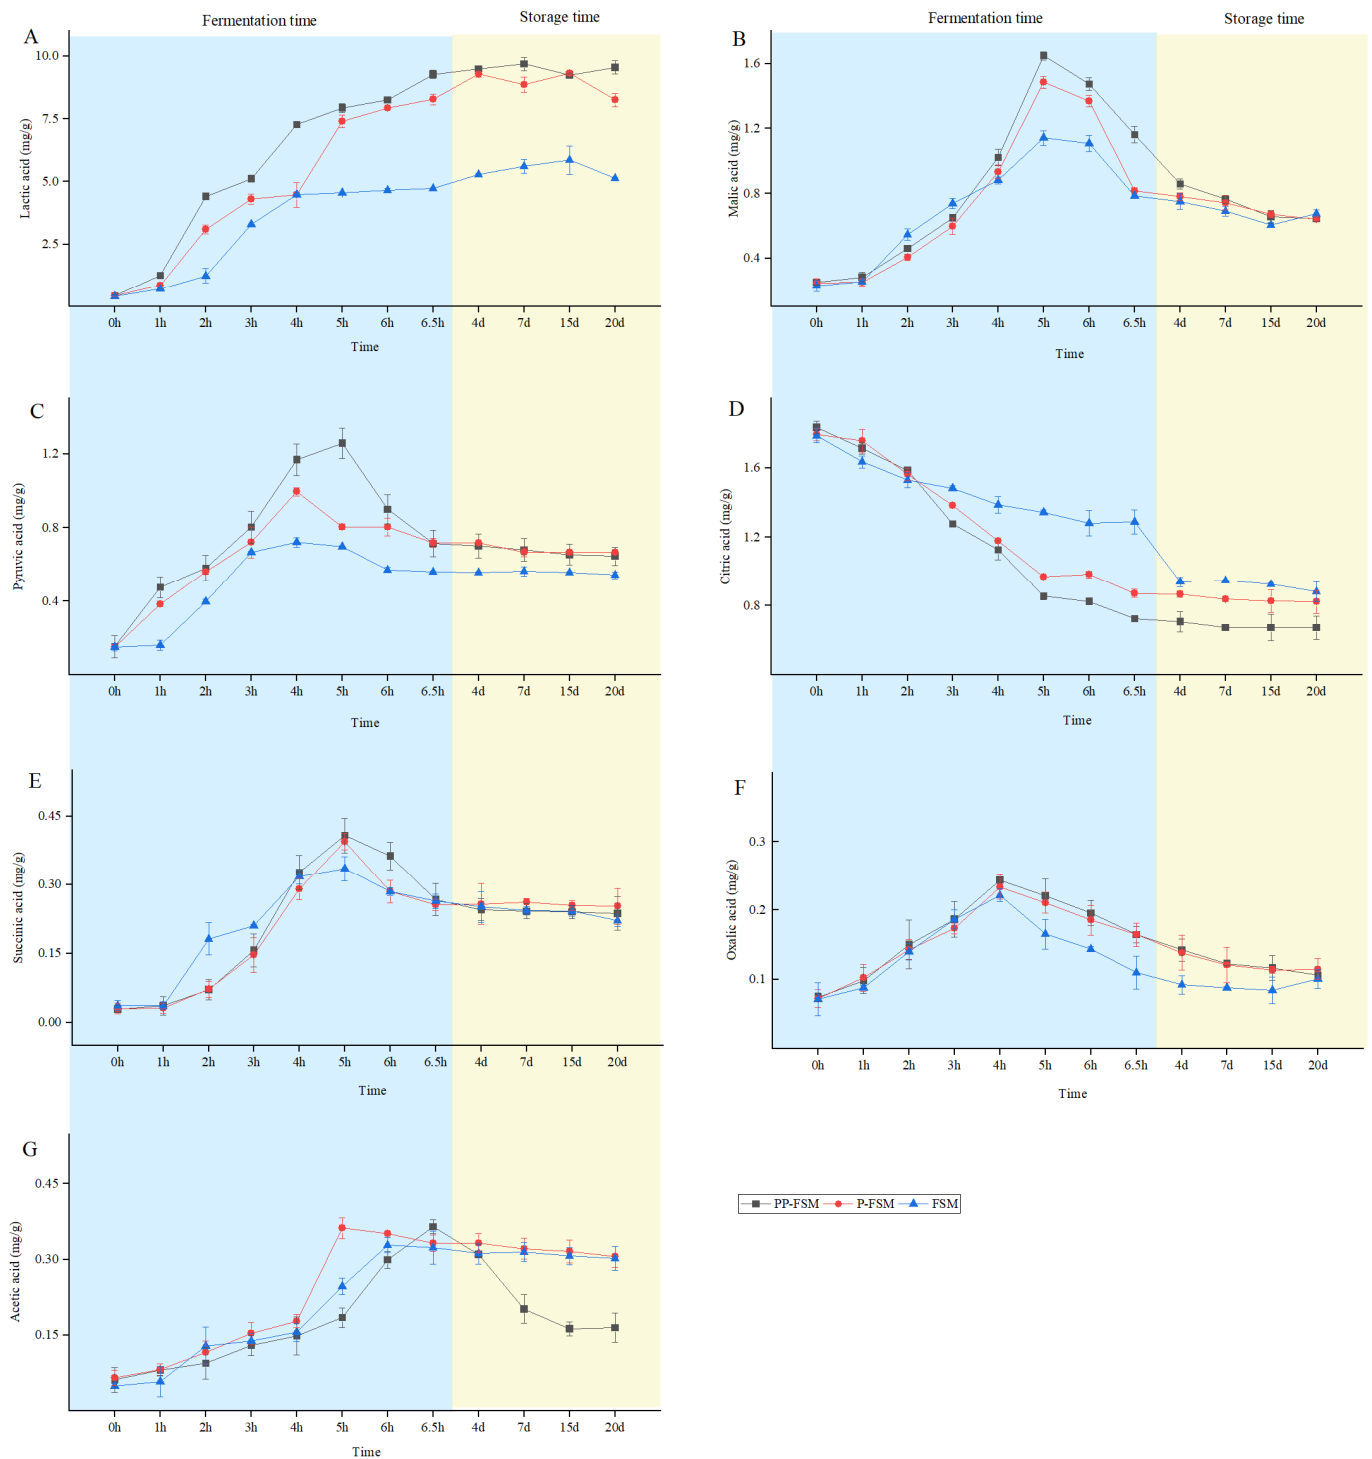 Fermentation time
Storage time
A
Lactic acid (mg/g)
10.0
7.5
5.0
2.5
0h 1h 2h 3h 4h 5h 6h 6.5h 4d 7d 15d 20d
Time
Fermentation time
Storage time
B
Malic acid (mg/g)
1.6
1.2
0.8
0.4
0h 1h 2h 3h 4h 5h 6h 6.5h 4d 7d 15d 20d
Time
C
Pyruvic acid (mg/g)
1.2
0.8
0.4
0h 1h 2h 3h 4h 5h 6h 6.5h 4d 7d 15d 20d
Time
D
Citric acid (mg/g)
1.6
1.2
0.8
0h 1h 2h 3h 4h 5h 6h 6.5h 4d 7d 15d 20d
Time
E
Succinic acid (mg/g)
0.45
0.30
0.15
0.00
0h 1h 2h 3h 4h 5h 6h 6.5h 4d 7d 15d 20d
Time
F
Oxalic acid (mg/g)
0.3
0.2
0.1
0h 1h 2h 3h 4h 5h 6h 6.5h 4d 7d 15d 20d
Time
G
Acetic acid (mg/g)
0.45
0.30
0.15
0h 1h 2h 3h 4h 5h 6h 6.5h 4d 7d 15d 20d
Time
PP-FSM P-FSM FSM